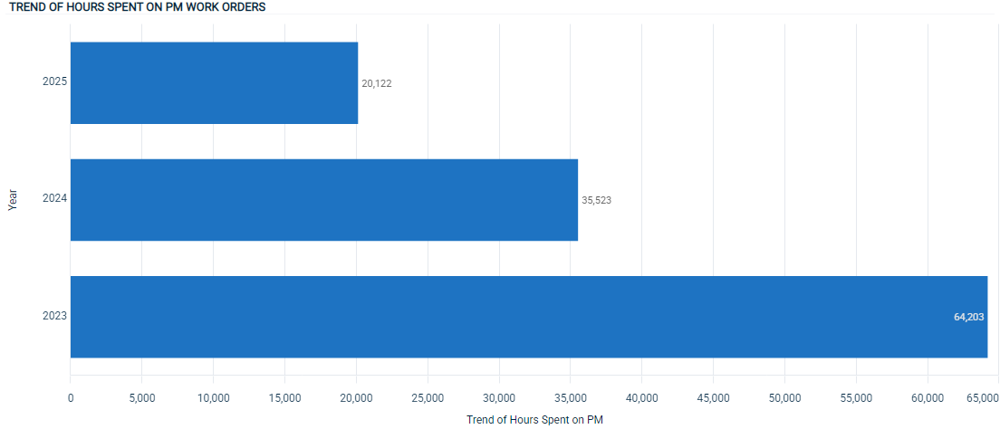 TREND OF HOURS SPENT ON PM WORK ORDERS
2025
20,122
2024
35,523
Year
2023
64,203
0 5,000 10,000 15,000 20,000 25,000 30,000 35,000 40,000 45,000 50,000 55,000 60,000 65,000
Trend of Hours Spent on PM